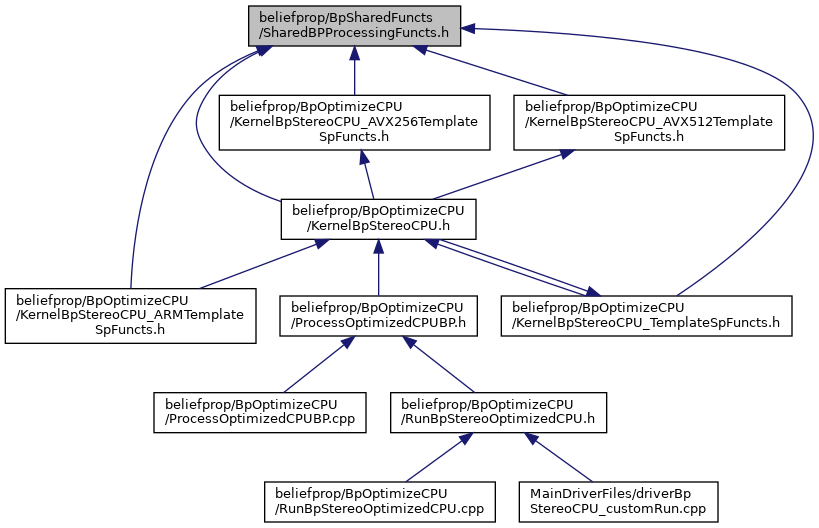 beliefprop/BpSharedFuncts
/SharedBPProcessingFuncts.h
beliefprop/BpOptimizeCPU
/KernelBpStereoCPU_AVX256Template
SpFuncts.h
beliefprop/BpOptimizeCPU
/KernelBpStereoCPU_AVX512Template
SpFuncts.h
beliefprop/BpOptimizeCPU
/KernelBpStereoCPU.h
beliefprop/BpOptimizeCPU
/KernelBpStereoCPU_ARMTemplate
SpFuncts.h
beliefprop/BpOptimizeCPU
/ProcessOptimizedCPUBP.h
beliefprop/BpOptimizeCPU
/KernelBpStereoCPU_TemplateSpFuncts.h
beliefprop/BpOptimizeCPU
/ProcessOptimizedCPUBP.cpp
beliefprop/BpOptimizeCPU
/RunBpStereoOptimizedCPU.h
beliefprop/BpOptimizeCPU
/RunBpStereoOptimizedCPU.cpp
MainDriverFiles/driverBp
StereoCPU_customRun.cpp